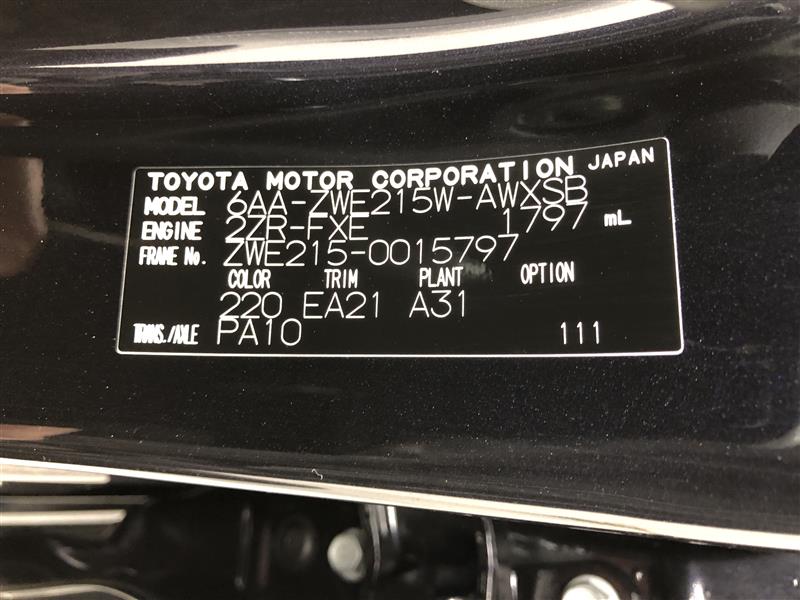 TOYOTA MOTOR CORPORATION JAPAN
MODEL 6AA-ZWE215W-AWXSB
ENGINE 2ZR-FXE 1797 mL
FRAME No. ZWE215-0015797
COLOR TRIM PLANT OPTION
220 EA21 A31
TRANS./AXLE PA10 111